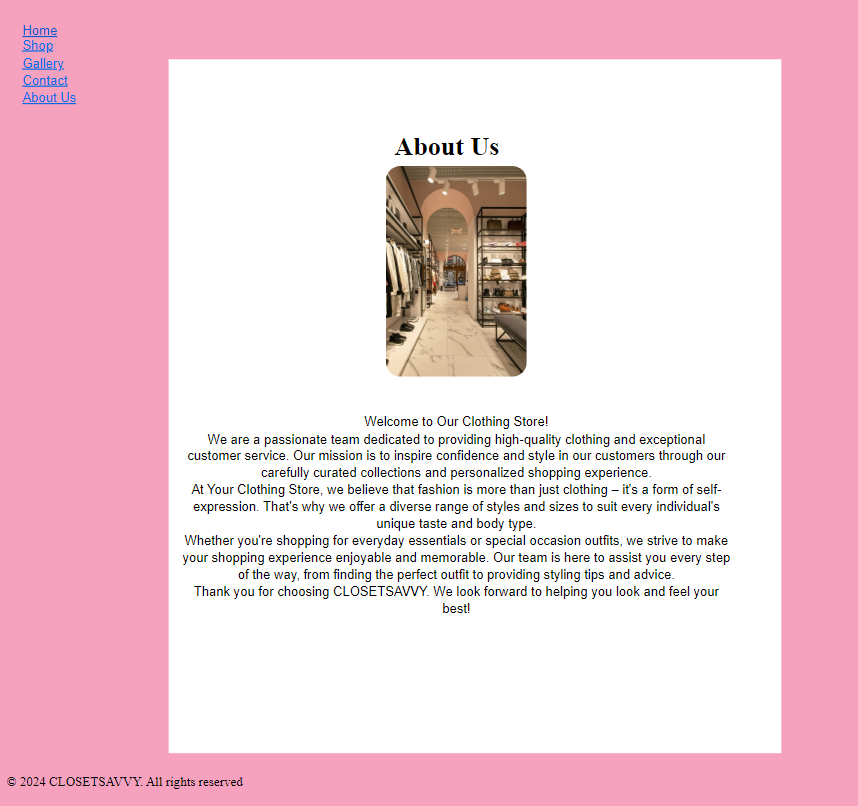 Home
Shop
Gallery
Contact
About Us
About Us
Welcome to Our Clothing Store!
We are a passionate team dedicated to providing high-quality clothing and exceptional
customer service. Our mission is to inspire confidence and style in our customers through our
carefully curated collections and personalized shopping experience.
At Your Clothing Store, we believe that fashion is more than just clothing – it's a form of self-
expression. That's why we offer a diverse range of styles and sizes to suit every individual's
unique taste and body type.
Whether you're shopping for everyday essentials or special occasion outfits, we strive to make
your shopping experience enjoyable and memorable. Our team is here to assist you every step
of the way, from finding the perfect outfit to providing styling tips and advice.
Thank you for choosing CLOSETSAVVY. We look forward to helping you look and feel your
best!
© 2024 CLOSETSAVVY. All rights reserved